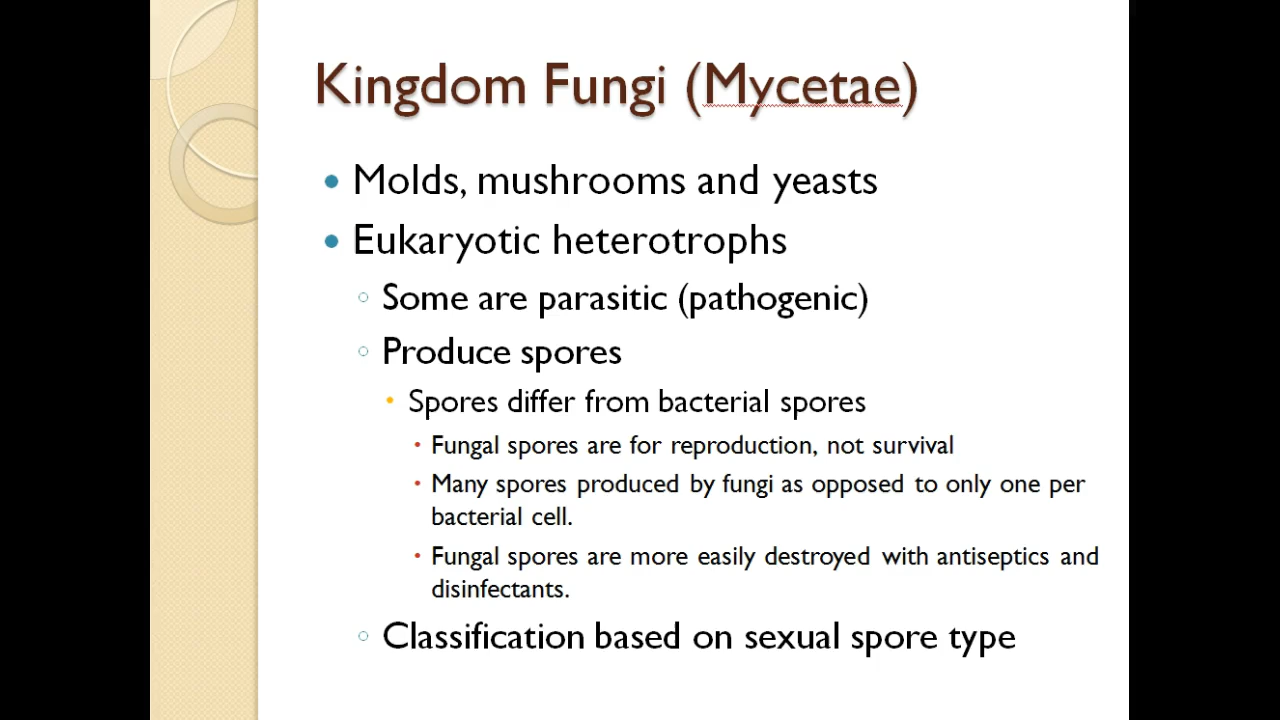 Kingdom Fungi (Mycetae)
Molds, mushrooms and yeasts
Eukaryotic heterotrophs
Some are parasitic (pathogenic)
Produce spores
Spores differ from bacterial spores
Fungal spores are for reproduction, not survival
Many spores produced by fungi as opposed to only one per
bacterial cell.
Fungal spores are more easily destroyed with antiseptics and
disinfectants.
Classification based on sexual spore type